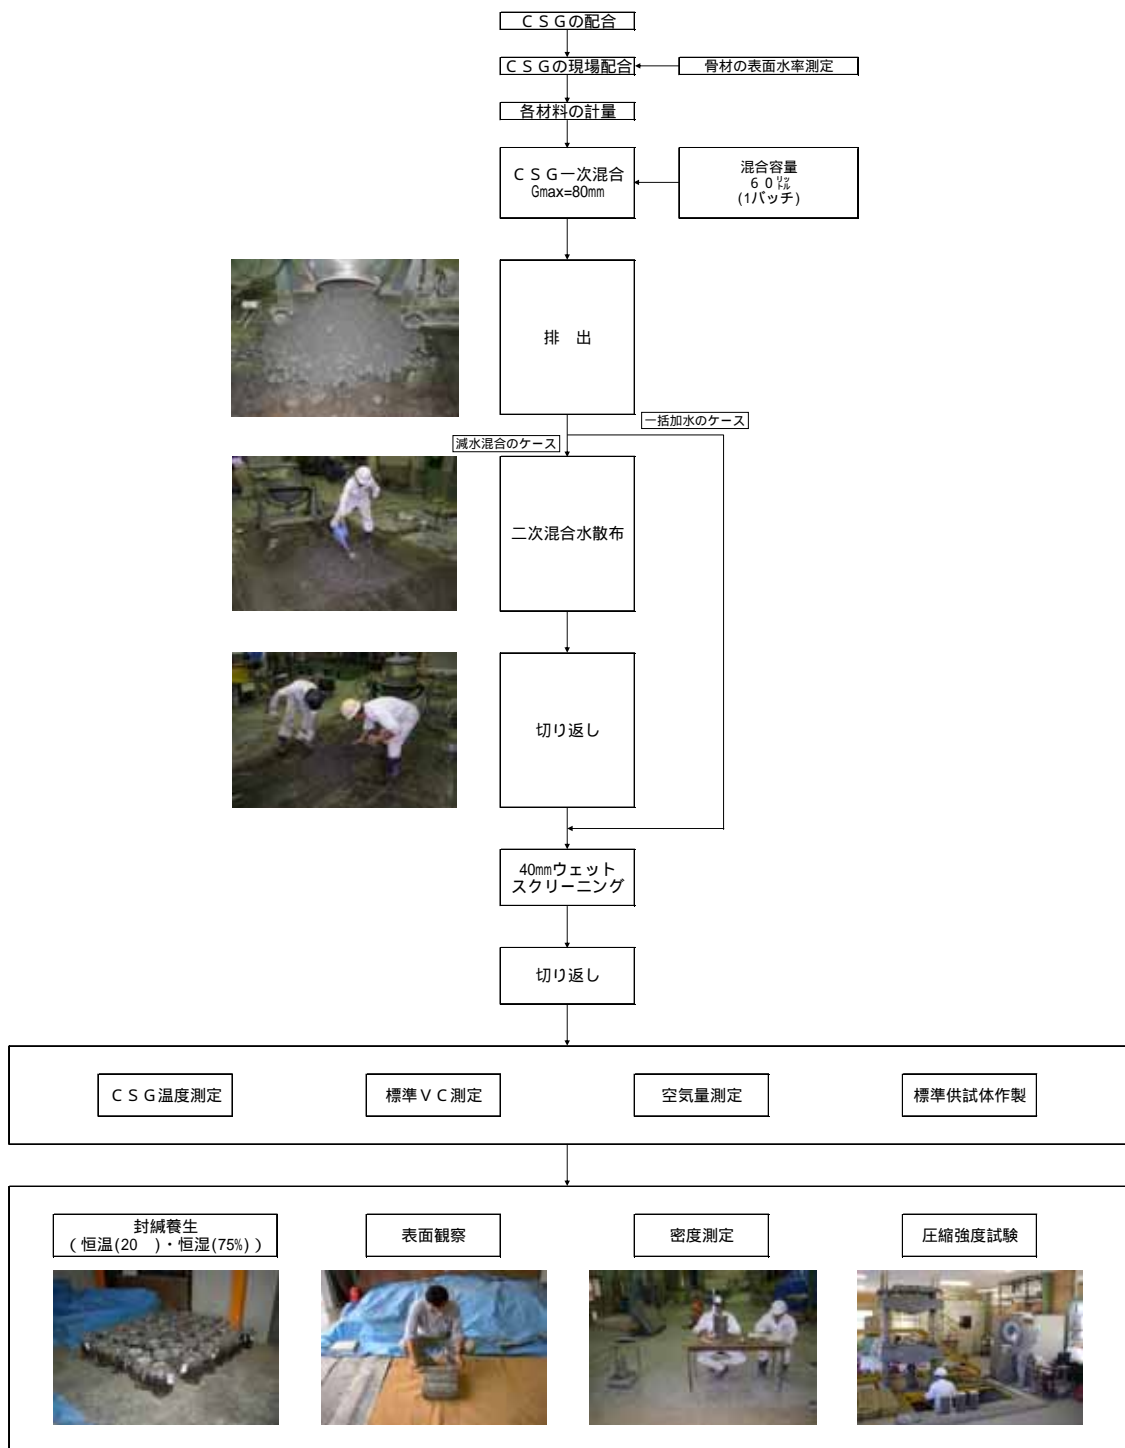 ＣＳＧの配合
ＣＳＧの現場配合
骨材の表面水率測定
各材料の計量
ＣＳＧ一次混合
Gmax=80㎜
混合容量
６０㍑
(1バッチ)
排　出
一括加水のケース
減水混合のケース
二次混合水散布
切り返し
40㎜ウェット
スクリーニング
切り返し
ＣＳＧ温度測定
標準ＶＣ測定
空気量測定
標準供試体作製
封緘養生
（恒温(20　)・恒湿(75%)）
表面観察
密度測定
圧縮強度試験